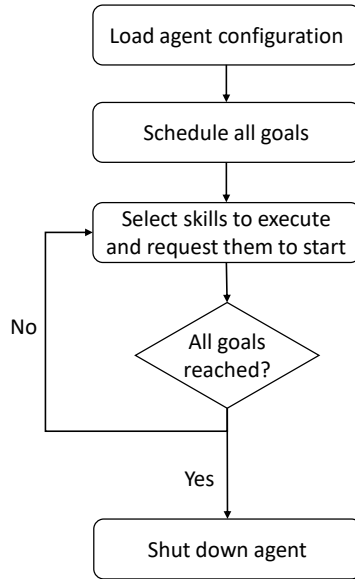 Load agent configuration
Schedule all goals
Select skills to execute
and request them to start
No
All goals
reached?
Yes
Shut down agent